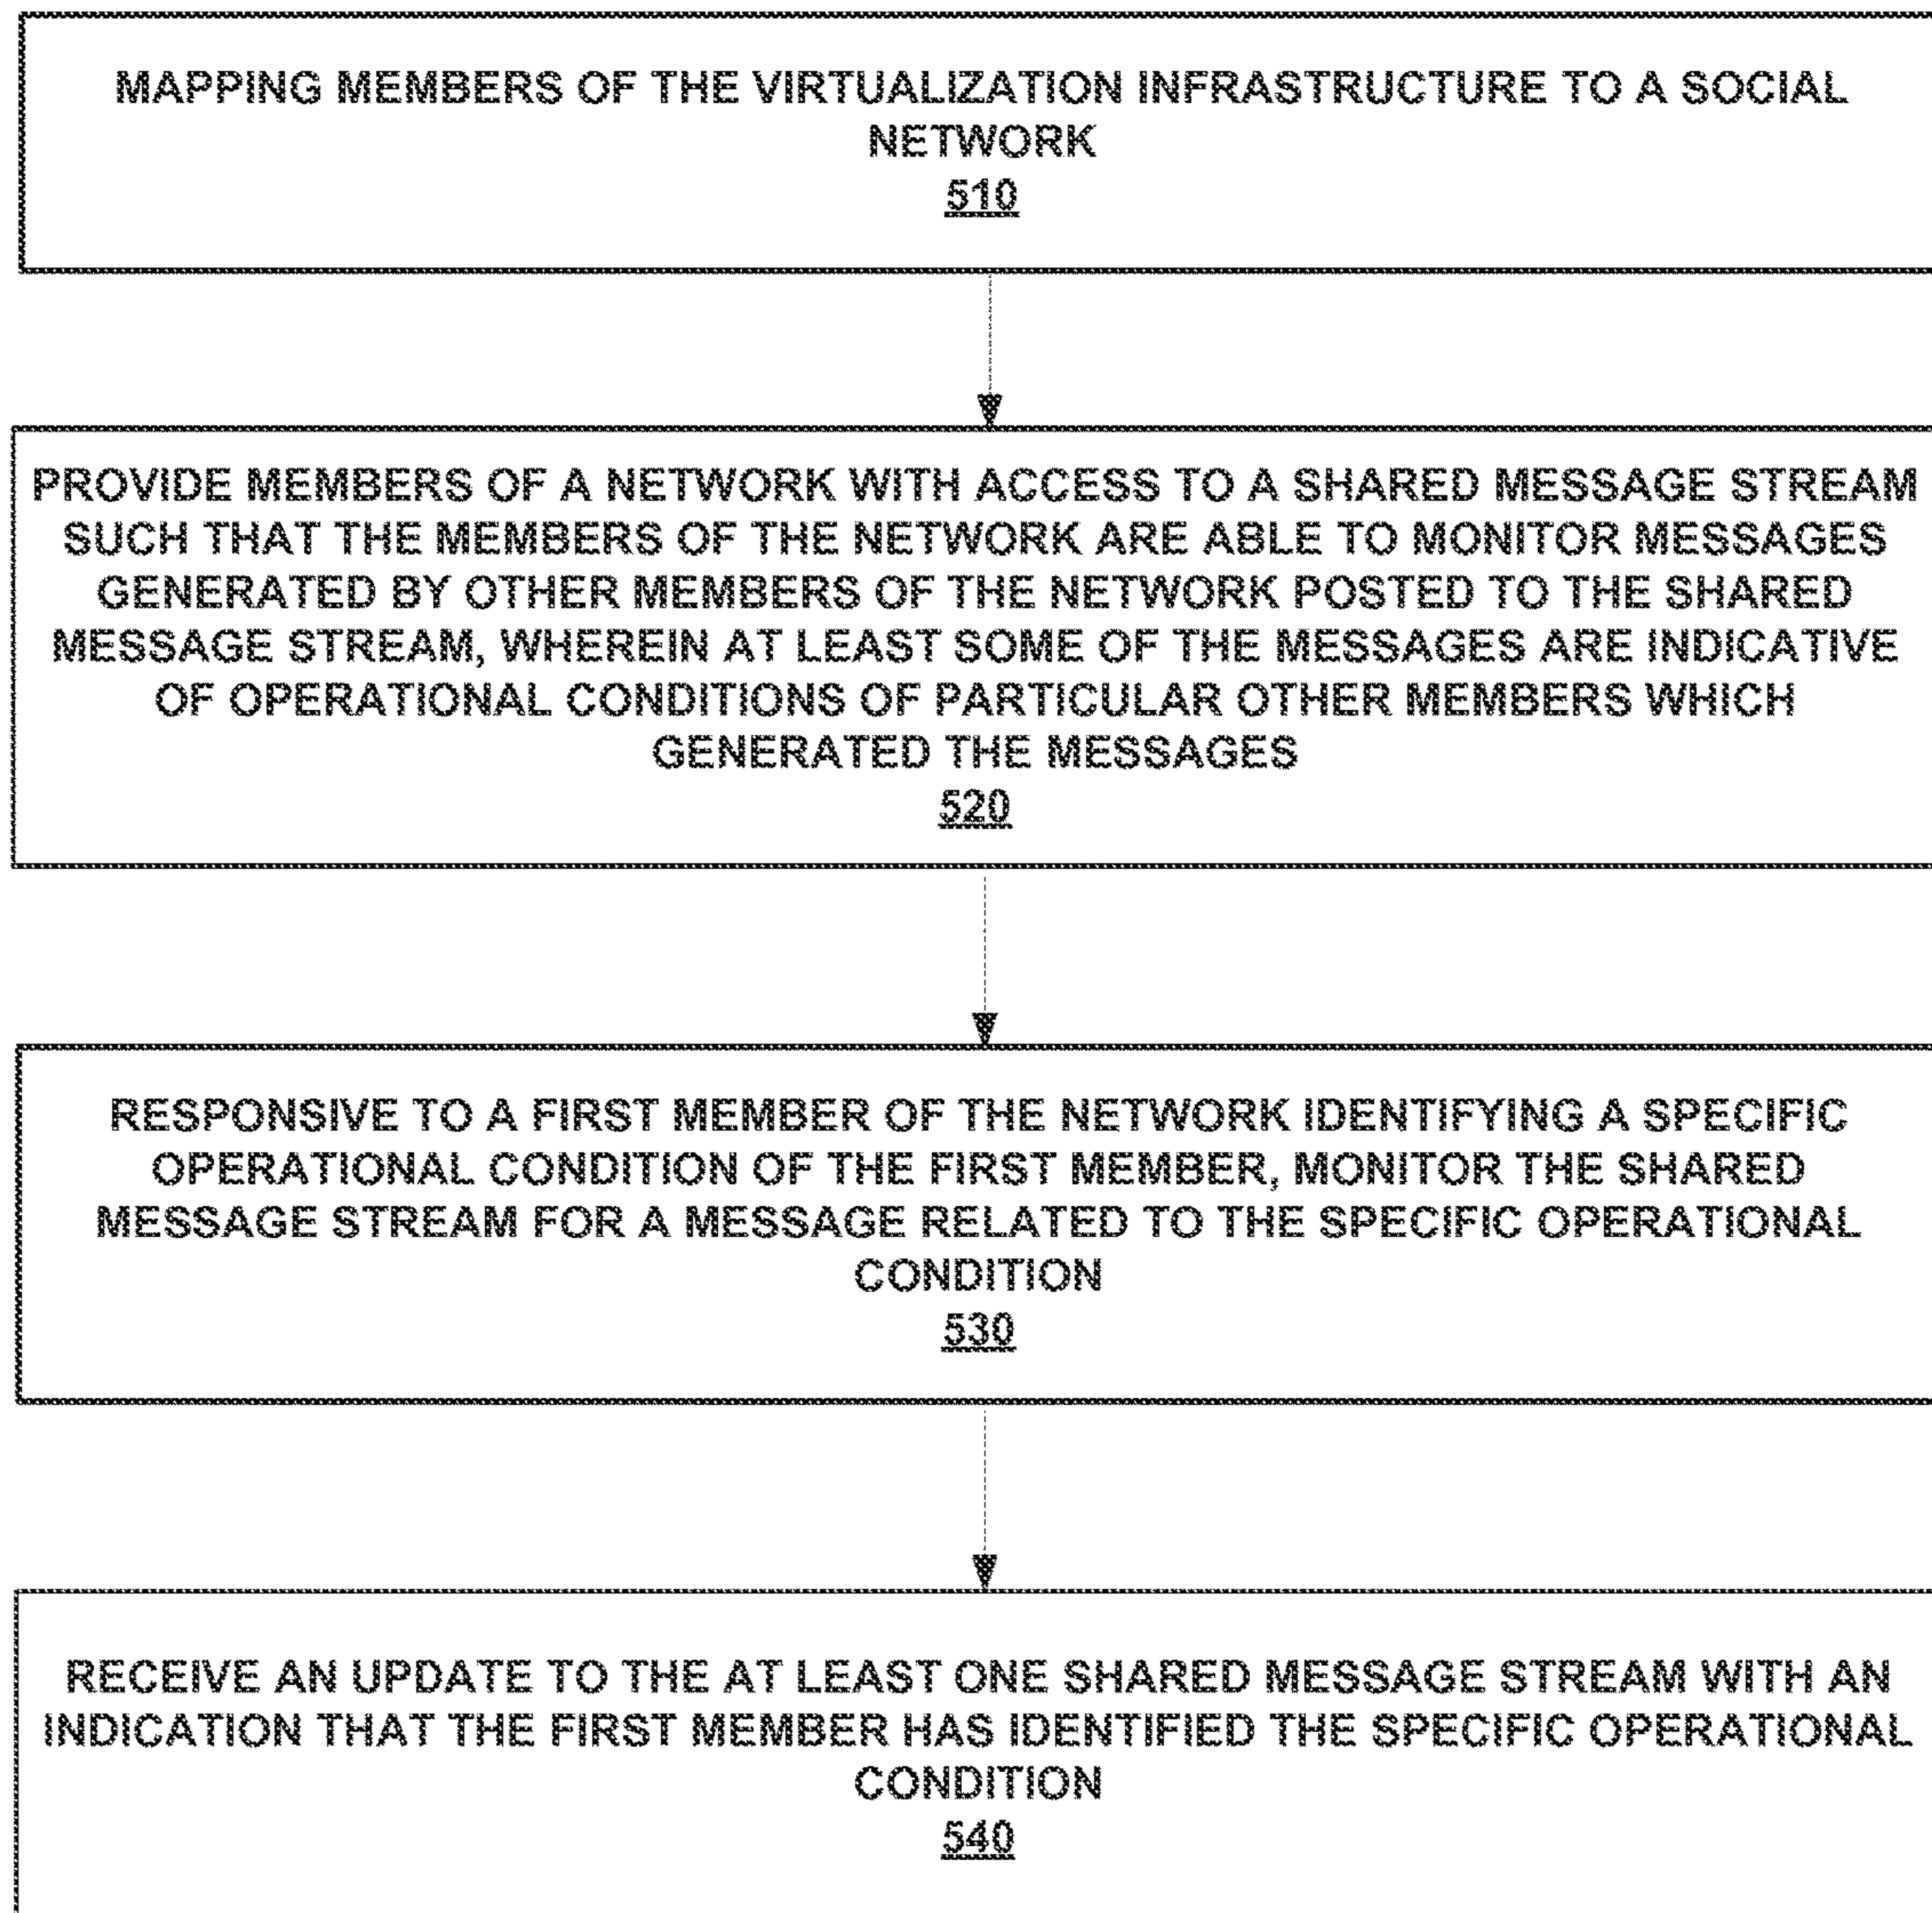 MAPPING MEMBERS OF THE VIRTUALIZATION INFRASTRUCTURE TO A SOCIAL
NETWORK
510
PROVIDE MEMBERS OF A NETWORK WITH ACCESS TO A SHARED MESSAGE STREAM
SUCH THAT THE MEMBERS OF THE NETWORK ARE ABLE TO MONITOR MESSAGES
GENERATED BY OTHER MEMBERS OF THE NETWORK POSTED TO THE SHARED
MESSAGE STREAM, WHEREIN AT LEAST SOME OF THE MESSAGES ARE INDICATIVE
OF OPERATIONAL CONDITIONS OF PARTICULAR OTHER MEMBERS WHICH
GENERATED THE MESSAGES
520
RESPONSIVE TO A FIRST MEMBER OF THE NETWORK IDENTIFYING A SPECIFIC
OPERATIONAL CONDITION OF THE FIRST MEMBER, MONITOR THE SHARED
MESSAGE STREAM FOR A MESSAGE RELATED TO THE SPECIFIC OPERATIONAL
CONDITION
530
RECEIVE AN UPDATE TO THE AT LEAST ONE SHARED MESSAGE STREAM WITH AN
INDICATION THAT THE FIRST MEMBER HAS IDENTIFIED THE SPECIFIC OPERATIONAL
CONDITION
540